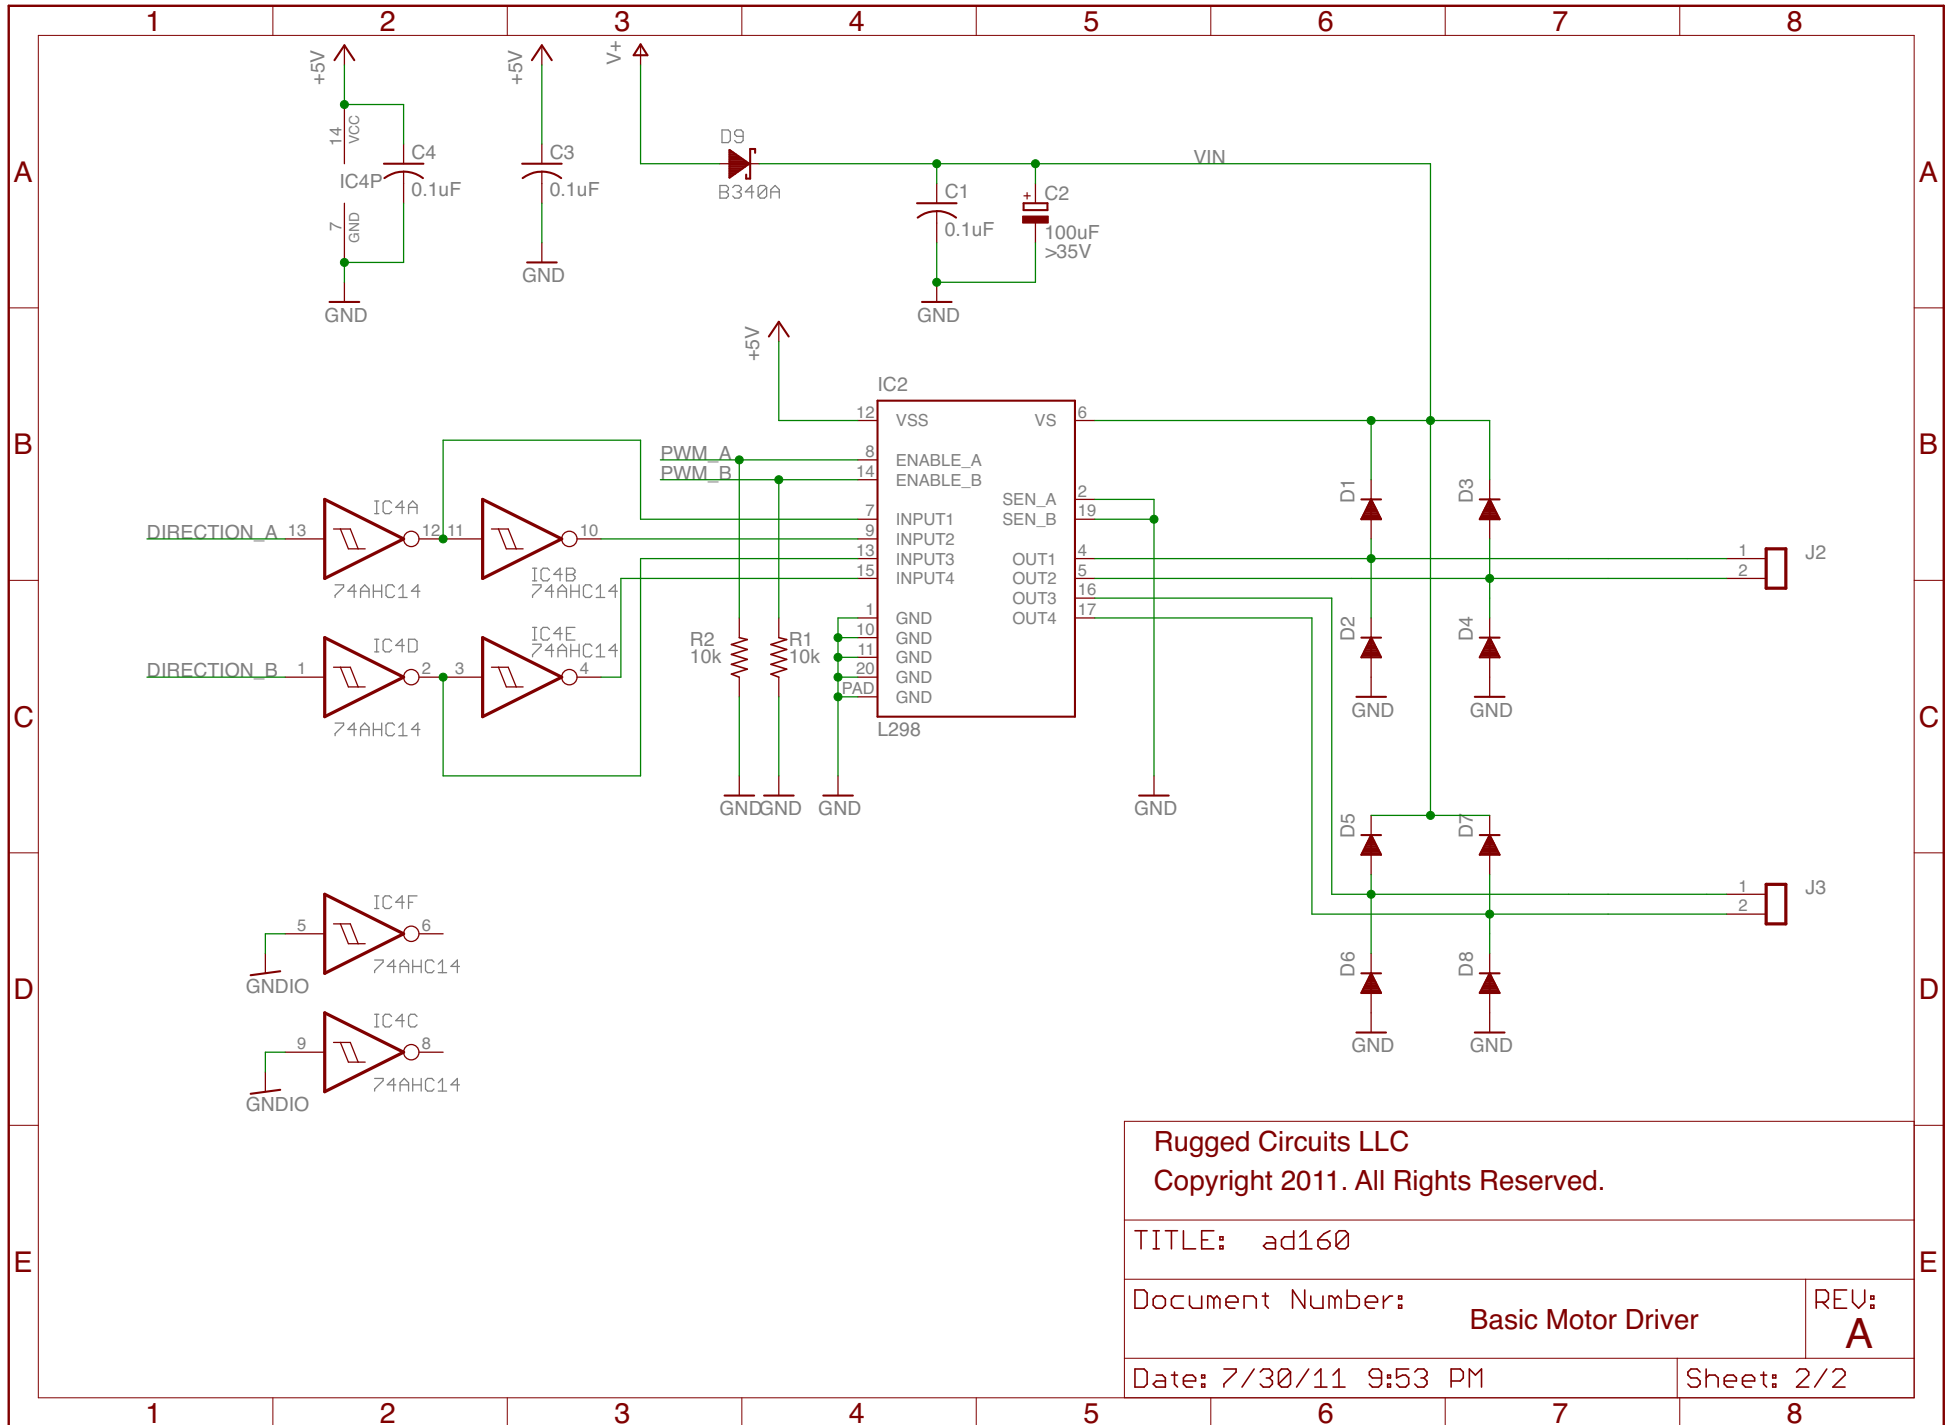 1 2 3 4 5 6 7 8
A A
B B
C C
D D
E E
+5V
14
VCC
IC4P
7
GND
C4
0.1uF
GND
+5V
C3
0.1uF
GND
V+
D9
B340A
VIN
C1
0.1uF
C2
+
100uF
>35V
GND
+5V
IC2
12 VSS
8 ENABLE_A
14 ENABLE_B
7 INPUT1
9 INPUT2
13 INPUT3
15 INPUT4
1 GND
10 GND
11 GND
20 GND
PAD GND
VS 6
SEN_A 2
SEN_B 19
OUT1 4
OUT2 5
OUT3 16
OUT4 17
L298
PWM_A
PWM_B
DIRECTION_A 13
IC4A
12 11
74AHC14
10
IC4B
74AHC14
DIRECTION_B 1
IC4D
2 3
74AHC14
IC4E
74AHC14
4
R2
10k
R1
10k
GND GND GND GND
D1 D3
D2 D4
GND GND
1 J2
2
D5 D7
1 J3
2
D6 D8
GND GND
IC4F
5 6
74AHC14
GNDIO
IC4C
9 8
74AHC14
GNDIO
Rugged Circuits LLC
Copyright 2011. All Rights Reserved.
TITLE: ad160
Document Number:
Basic Motor Driver
REV:
A
Date: 7/30/11 9:53 PM
Sheet: 2/2
1 2 3 4 5 6 7 8